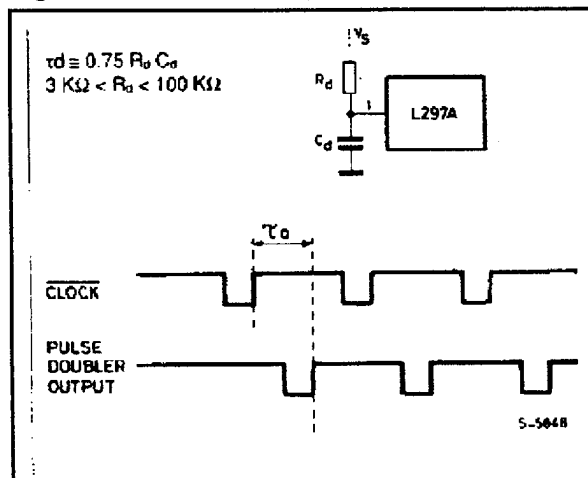 τd ≅ 0.75 Rd Cd
3 KΩ < Rd < 100 KΩ
Vs
Rd
1
L297A
Cd
τa
CLOCK
PULSE
DOUBLER
OUTPUT
S-5848